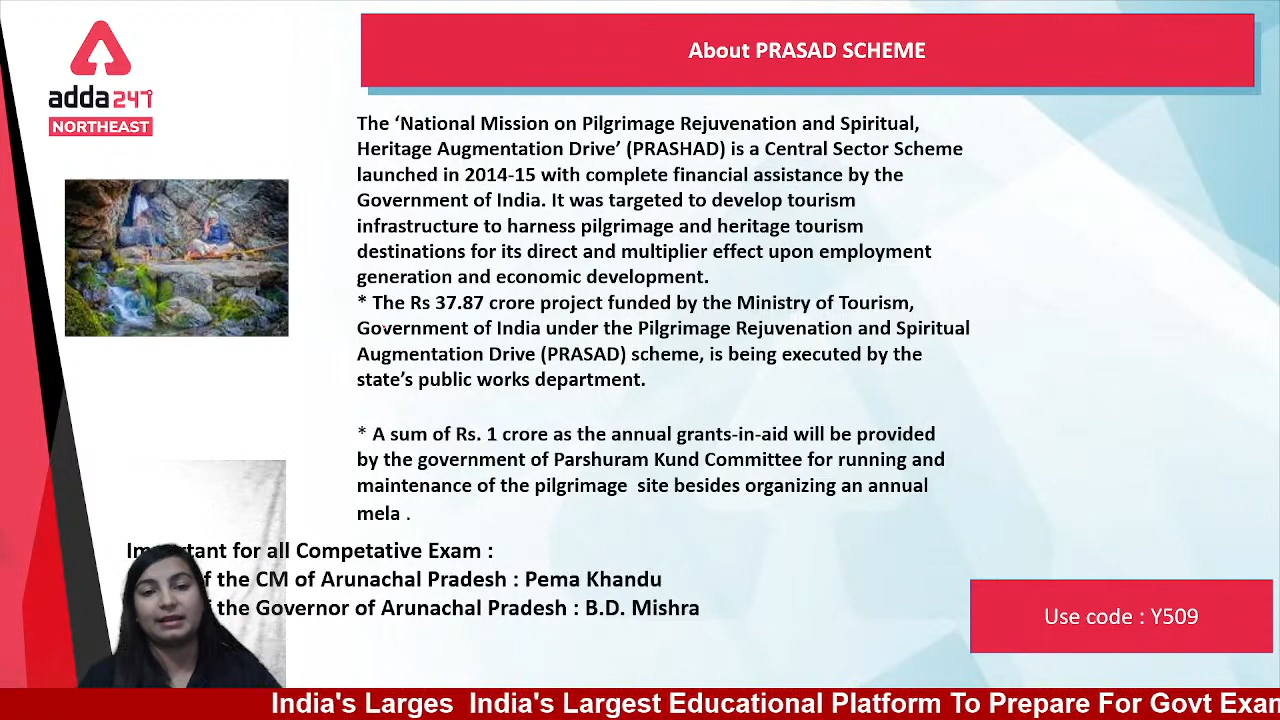 adda247
NORTHEAST
About PRASAD SCHEME
The ‘National Mission on Pilgrimage Rejuvenation and Spiritual,
Heritage Augmentation Drive’ (PRASHAD) is a Central Sector Scheme
launched in 2014-15 with complete financial assistance by the
Government of India. It was targeted to develop tourism
infrastructure to harness pilgrimage and heritage tourism
destinations for its direct and multiplier effect upon employment
generation and economic development.
* The Rs 37.87 crore project funded by the Ministry of Tourism,
Government of India under the Pilgrimage Rejuvenation and Spiritual
Augmentation Drive (PRASAD) scheme, is being executed by the
state’s public works department.
* A sum of Rs. 1 crore as the annual grants-in-aid will be provided
by the government of Parshuram Kund Committee for running and
maintenance of the pilgrimage site besides organizing an annual
mela .
for all Competative Exam :
the CM of Arunachal Pradesh : Pema Khandu
the Governor of Arunachal Pradesh : B.D. Mishra
Use code : Y509
India's Larges India's Largest Educational Platform To Prepare For Govt Exan